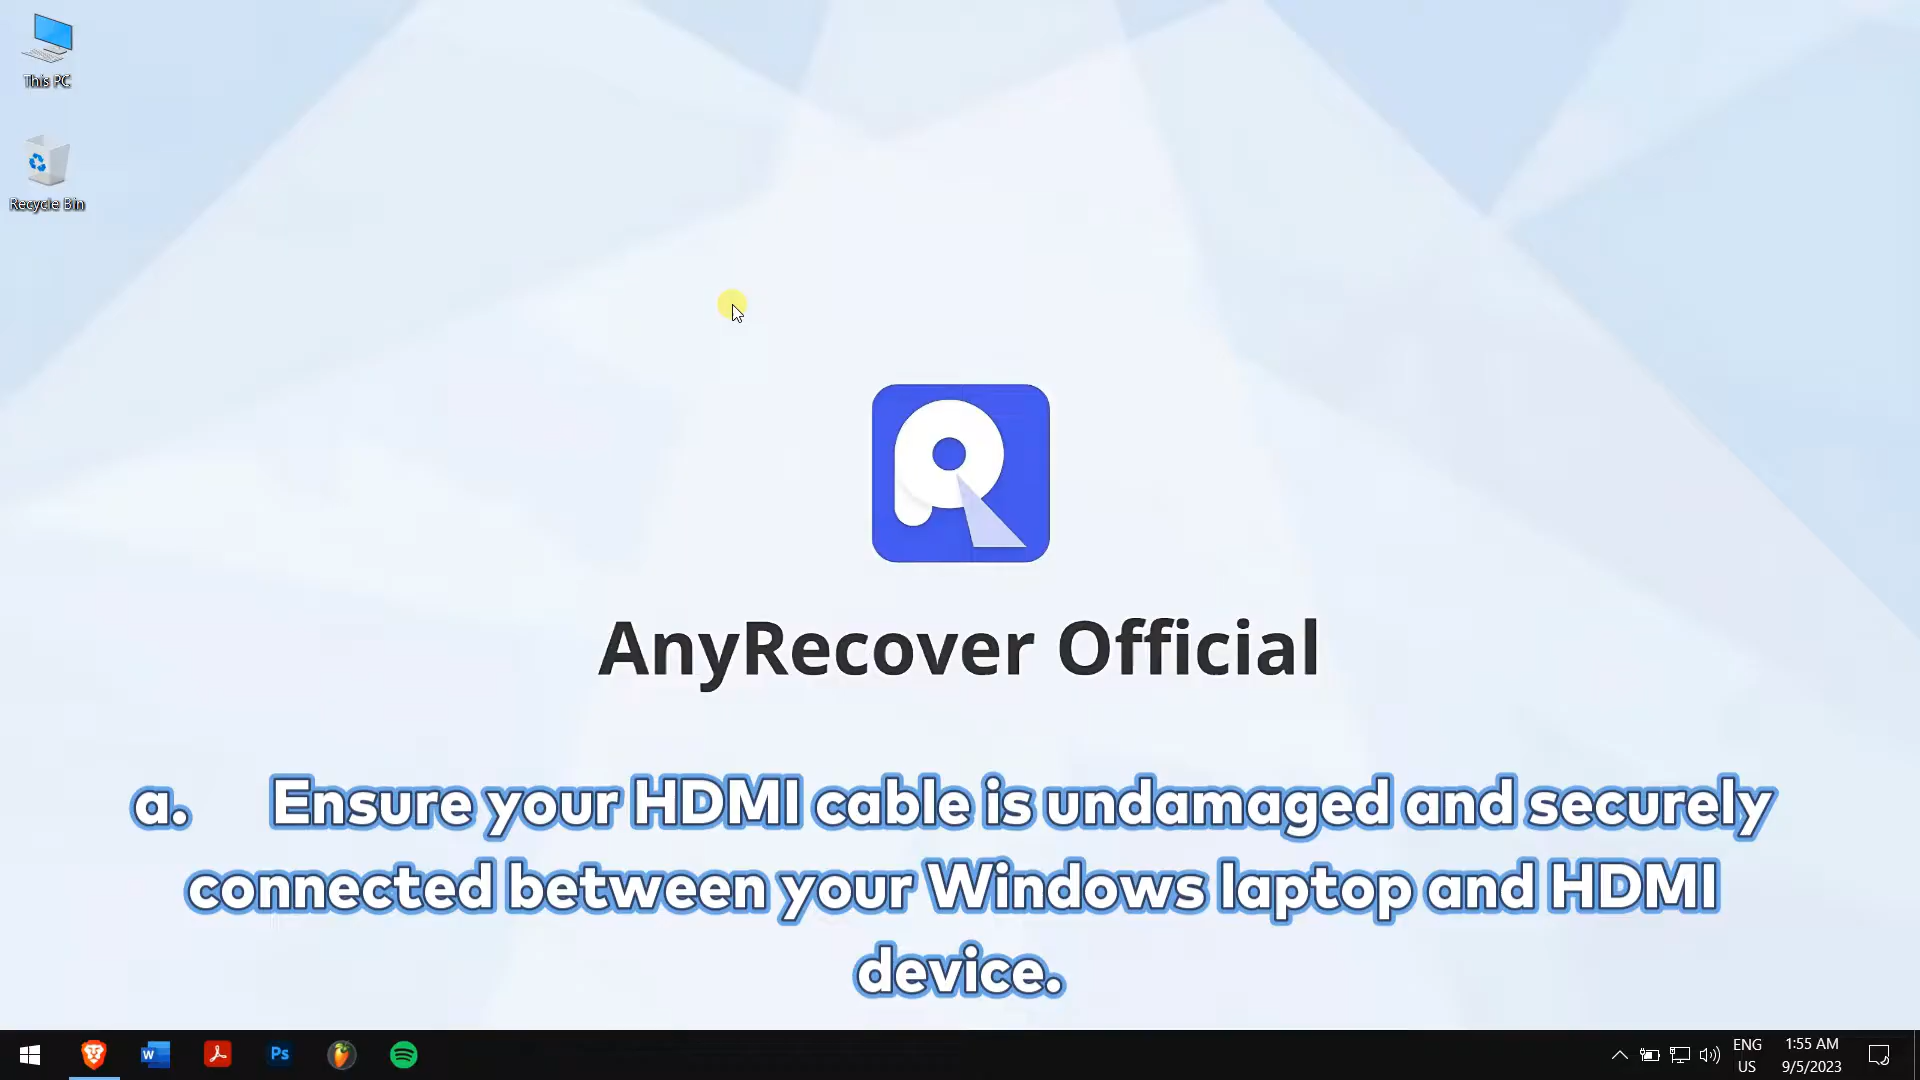 This PC
Recycle Bin
AnyRecover Official
a. Ensure your HDMI cable is undamaged and securely
connected between your Windows laptop and HDMI
device.
W
Ps
ENG
US
1:55 AM
9/5/2023